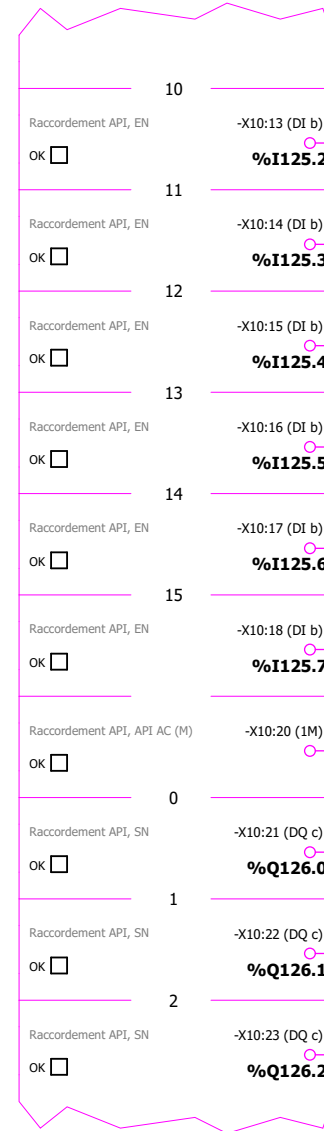 10
Raccordement API, EN -X10:13 (DI b)
OK %I125.2
11
Raccordement API, EN -X10:14 (DI b)
OK %I125.3
12
Raccordement API, EN -X10:15 (DI b)
OK %I125.4
13
Raccordement API, EN -X10:16 (DI b)
OK %I125.5
14
Raccordement API, EN -X10:17 (DI b)
OK %I125.6
15
Raccordement API, EN -X10:18 (DI b)
OK %I125.7
Raccordement API, API AC (M) -X10:20 (1M)
OK
0
Raccordement API, SN -X10:21 (DQ c)
OK %Q126.0
1
Raccordement API, SN -X10:22 (DQ c)
OK %Q126.1
2
Raccordement API, SN -X10:23 (DQ c)
OK %Q126.2